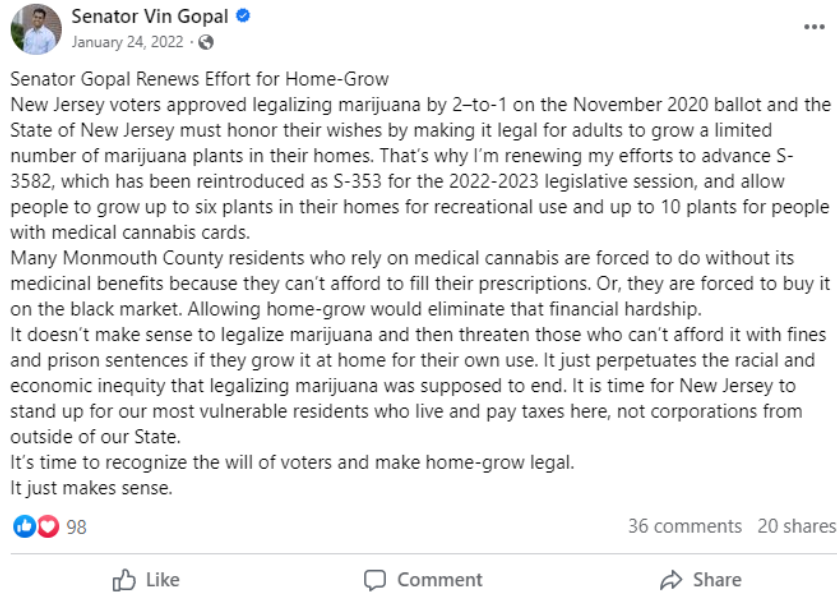 Senator Vin Gopal
January 24, 2022 ·
Senator Gopal Renews Effort for Home-Grow
New Jersey voters approved legalizing marijuana by 2–to-1 on the November 2020 ballot and the
State of New Jersey must honor their wishes by making it legal for adults to grow a limited
number of marijuana plants in their homes. That's why I'm renewing my efforts to advance S-
3582, which has been reintroduced as S-353 for the 2022-2023 legislative session, and allow
people to grow up to six plants in their homes for recreational use and up to 10 plants for people
with medical cannabis cards.
Many Monmouth County residents who rely on medical cannabis are forced to do without its
medicinal benefits because they can't afford to fill their prescriptions. Or, they are forced to buy it
on the black market. Allowing home-grow would eliminate that financial hardship.
It doesn't make sense to legalize marijuana and then threaten those who can't afford it with fines
and prison sentences if they grow it at home for their own use. It just perpetuates the racial and
economic inequity that legalizing marijuana was supposed to end. It is time for New Jersey to
stand up for our most vulnerable residents who live and pay taxes here, not corporations from
outside of our State.
It's time to recognize the will of voters and make home-grow legal.
It just makes sense.
98 36 comments 20 shares
Like Comment Share